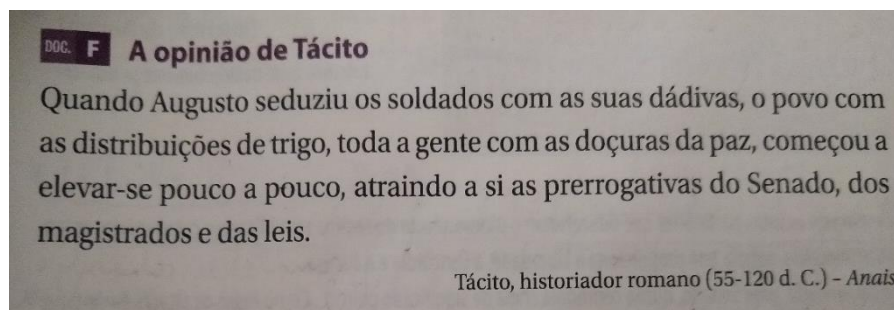 DOC. F A opinião de Tácito
Quando Augusto seduziu os soldados com as suas dádivas, o povo com
as distribuições de trigo, toda a gente com as doçuras da paz, começou a
elevar-se pouco a pouco, atraindo a si as prerrogativas do Senado, dos
magistrados e das leis.
Tácito, historiador romano (55-120 d. C.) – Anais